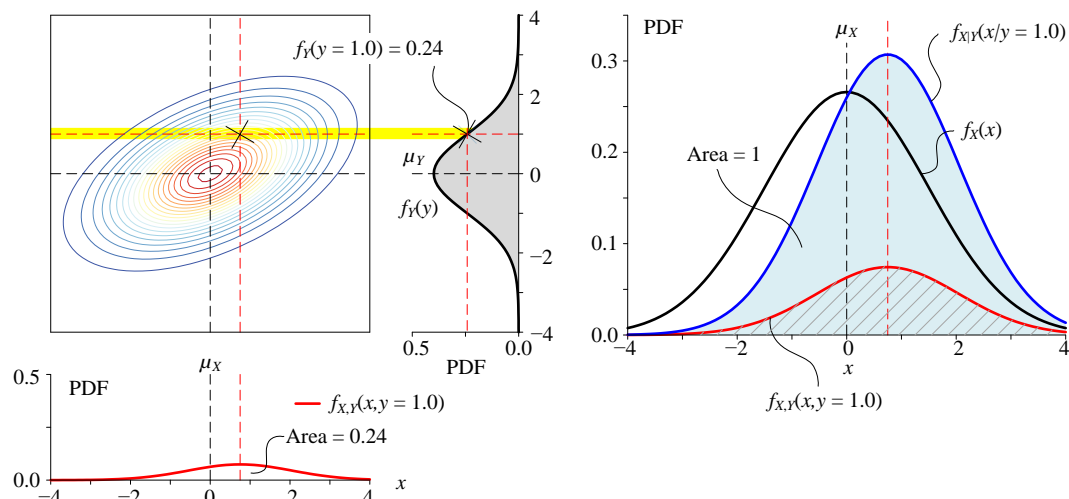 4
f_Y(y = 1.0) = 0.24
2
μ_Y
0
f_Y(y)
−2
−4
0.5 0.0
PDF
μ_X
0.5
PDF
f_{X,Y}(x,y = 1.0)
Area = 0.24
0.0
−4 −2 0 2 4 x
PDF
μ_X
f_{X|Y}(x/y = 1.0)
0.3
f_X(x)
0.2
Area = 1
0.1
0.0
−4 −2 0 2 4
x
f_{X,Y}(x,y = 1.0)